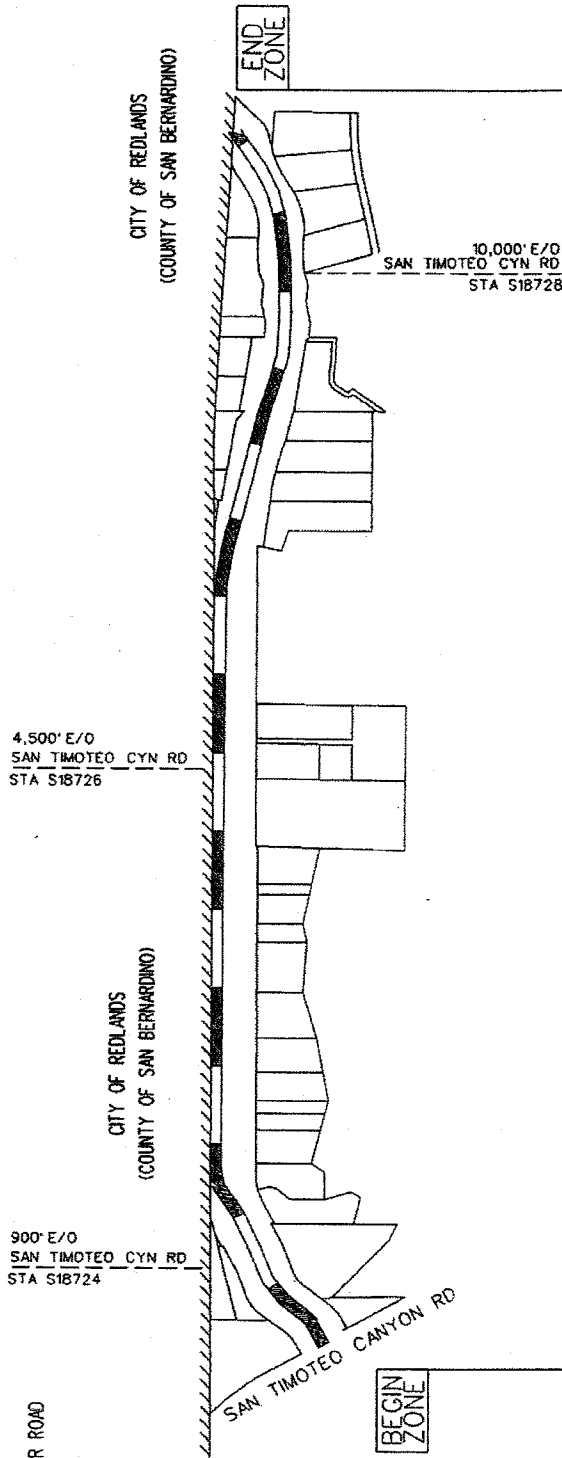 END
ZONE
CITY OF REDLANDS
(COUNTY OF SAN BERNARDINO)
10,000' E/O
SAN TIMOTEO CYN RD
STA S18728
4,500' E/O
SAN TIMOTEO CYN RD
STA S18726
CITY OF REDLANDS
(COUNTY OF SAN BERNARDINO)
900' E/O
SAN TIMOTEO CYN RD
STA S18724
SAN TIMOTEO CANYON RD
BEGIN
ZONE
R ROAD